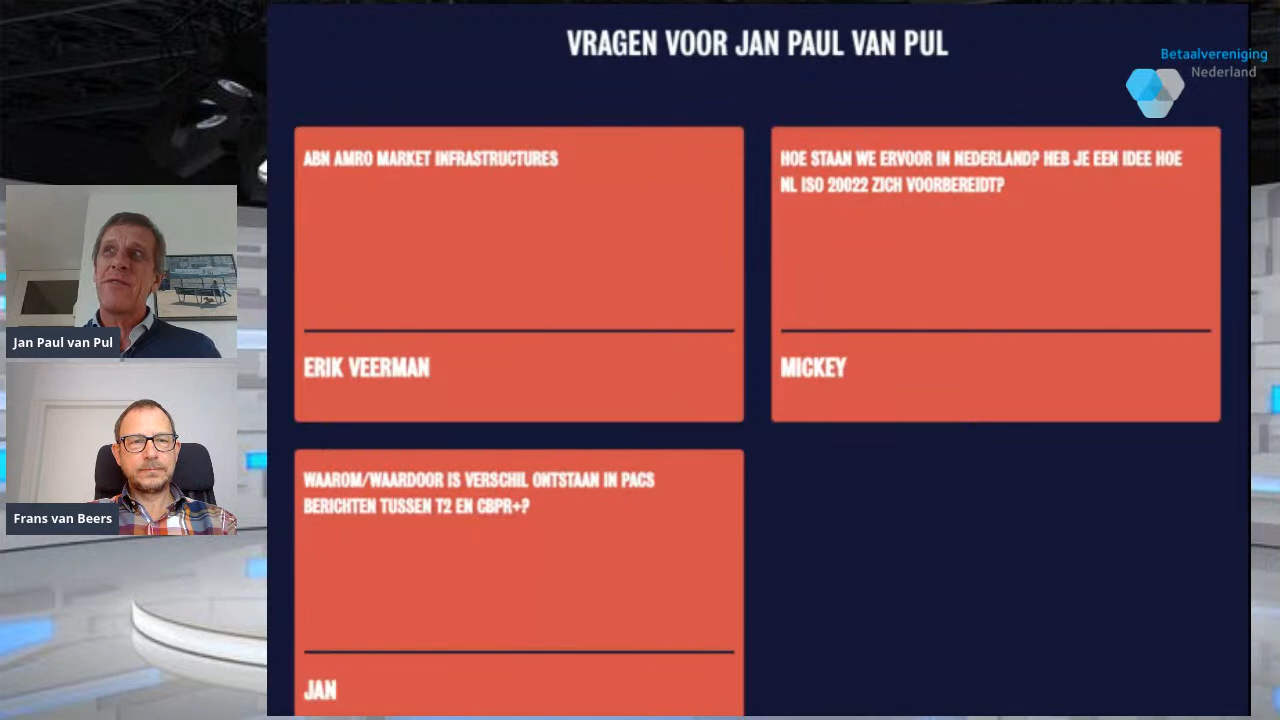 VRAGEN VOOR JAN PAUL VAN PUL
Betaalvereniging
Nederland
ABN AMRO MARKET INFRASTRUCTURES
ERIK VEERMAN
HOE STAAN WE ERVOOR IN NEDERLAND? HEB JE EEN IDEE HOE
NL ISO 20022 ZICH VOORBEREIDT?
MICKEY
WAAROM/WAARDOOR IS VERSCHIL ONTSTAAN IN PACS
BERICHTEN TUSSEN T2 EN CBPR+?
JAN
Jan Paul van Pul
Frans van Beers